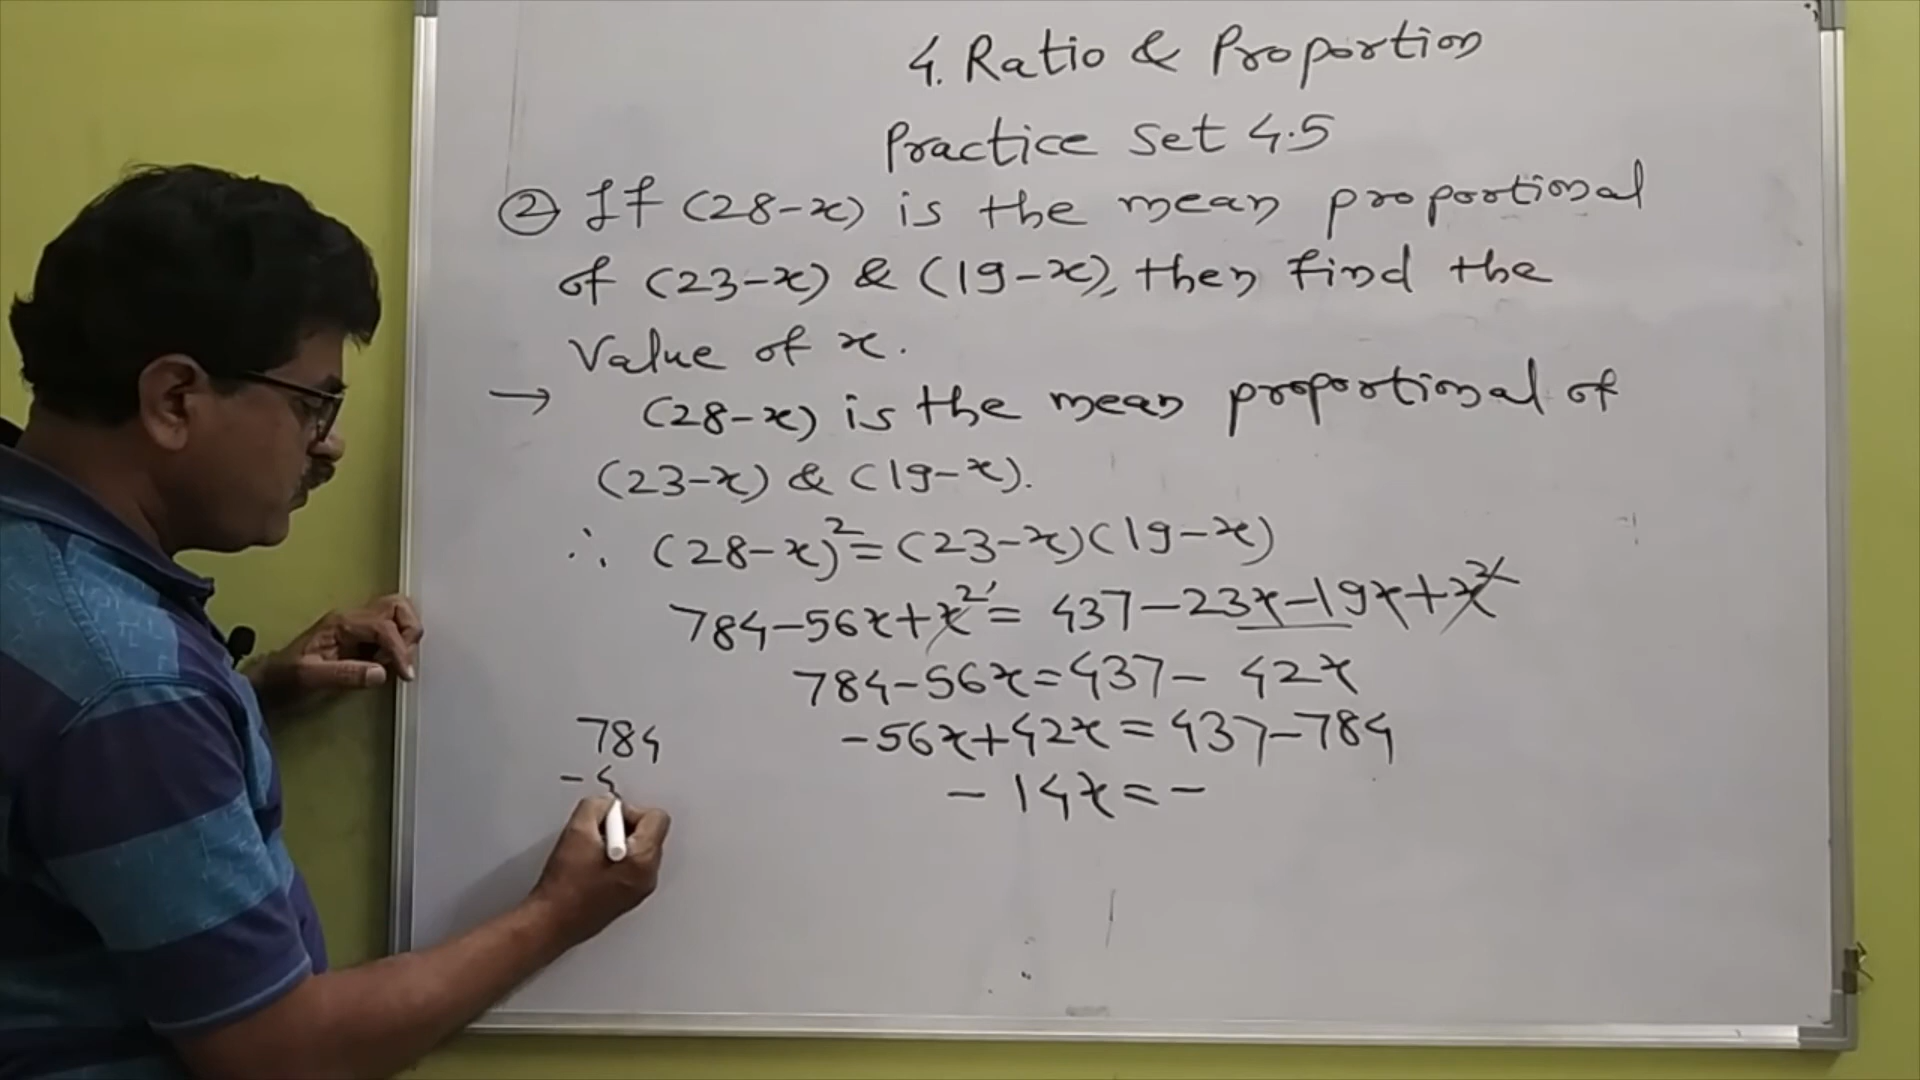 4. Ratio & Proportion
Practice Set 4.5
② If (28-x) is the mean proportional
of (23-x) & (19-x), then find the
Value of x.
→ (28-x) is the mean proportional of
(23-x) & (19-x).
∴ (28-x)²=(23-x)(19-x)
784-56x+x²= 437-23x-19x+x²
784-56x=437- 42x
-56x+42x=437-784
-14x=-
784
-4